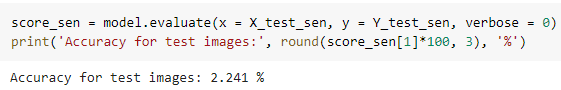 score_sen = model.evaluate(x = X_test_sen, y = Y_test_sen, verbose = 0)
print('Accuracy for test images:', round(score_sen[1]*100, 3), '%')
Accuracy for test images: 2.241 %